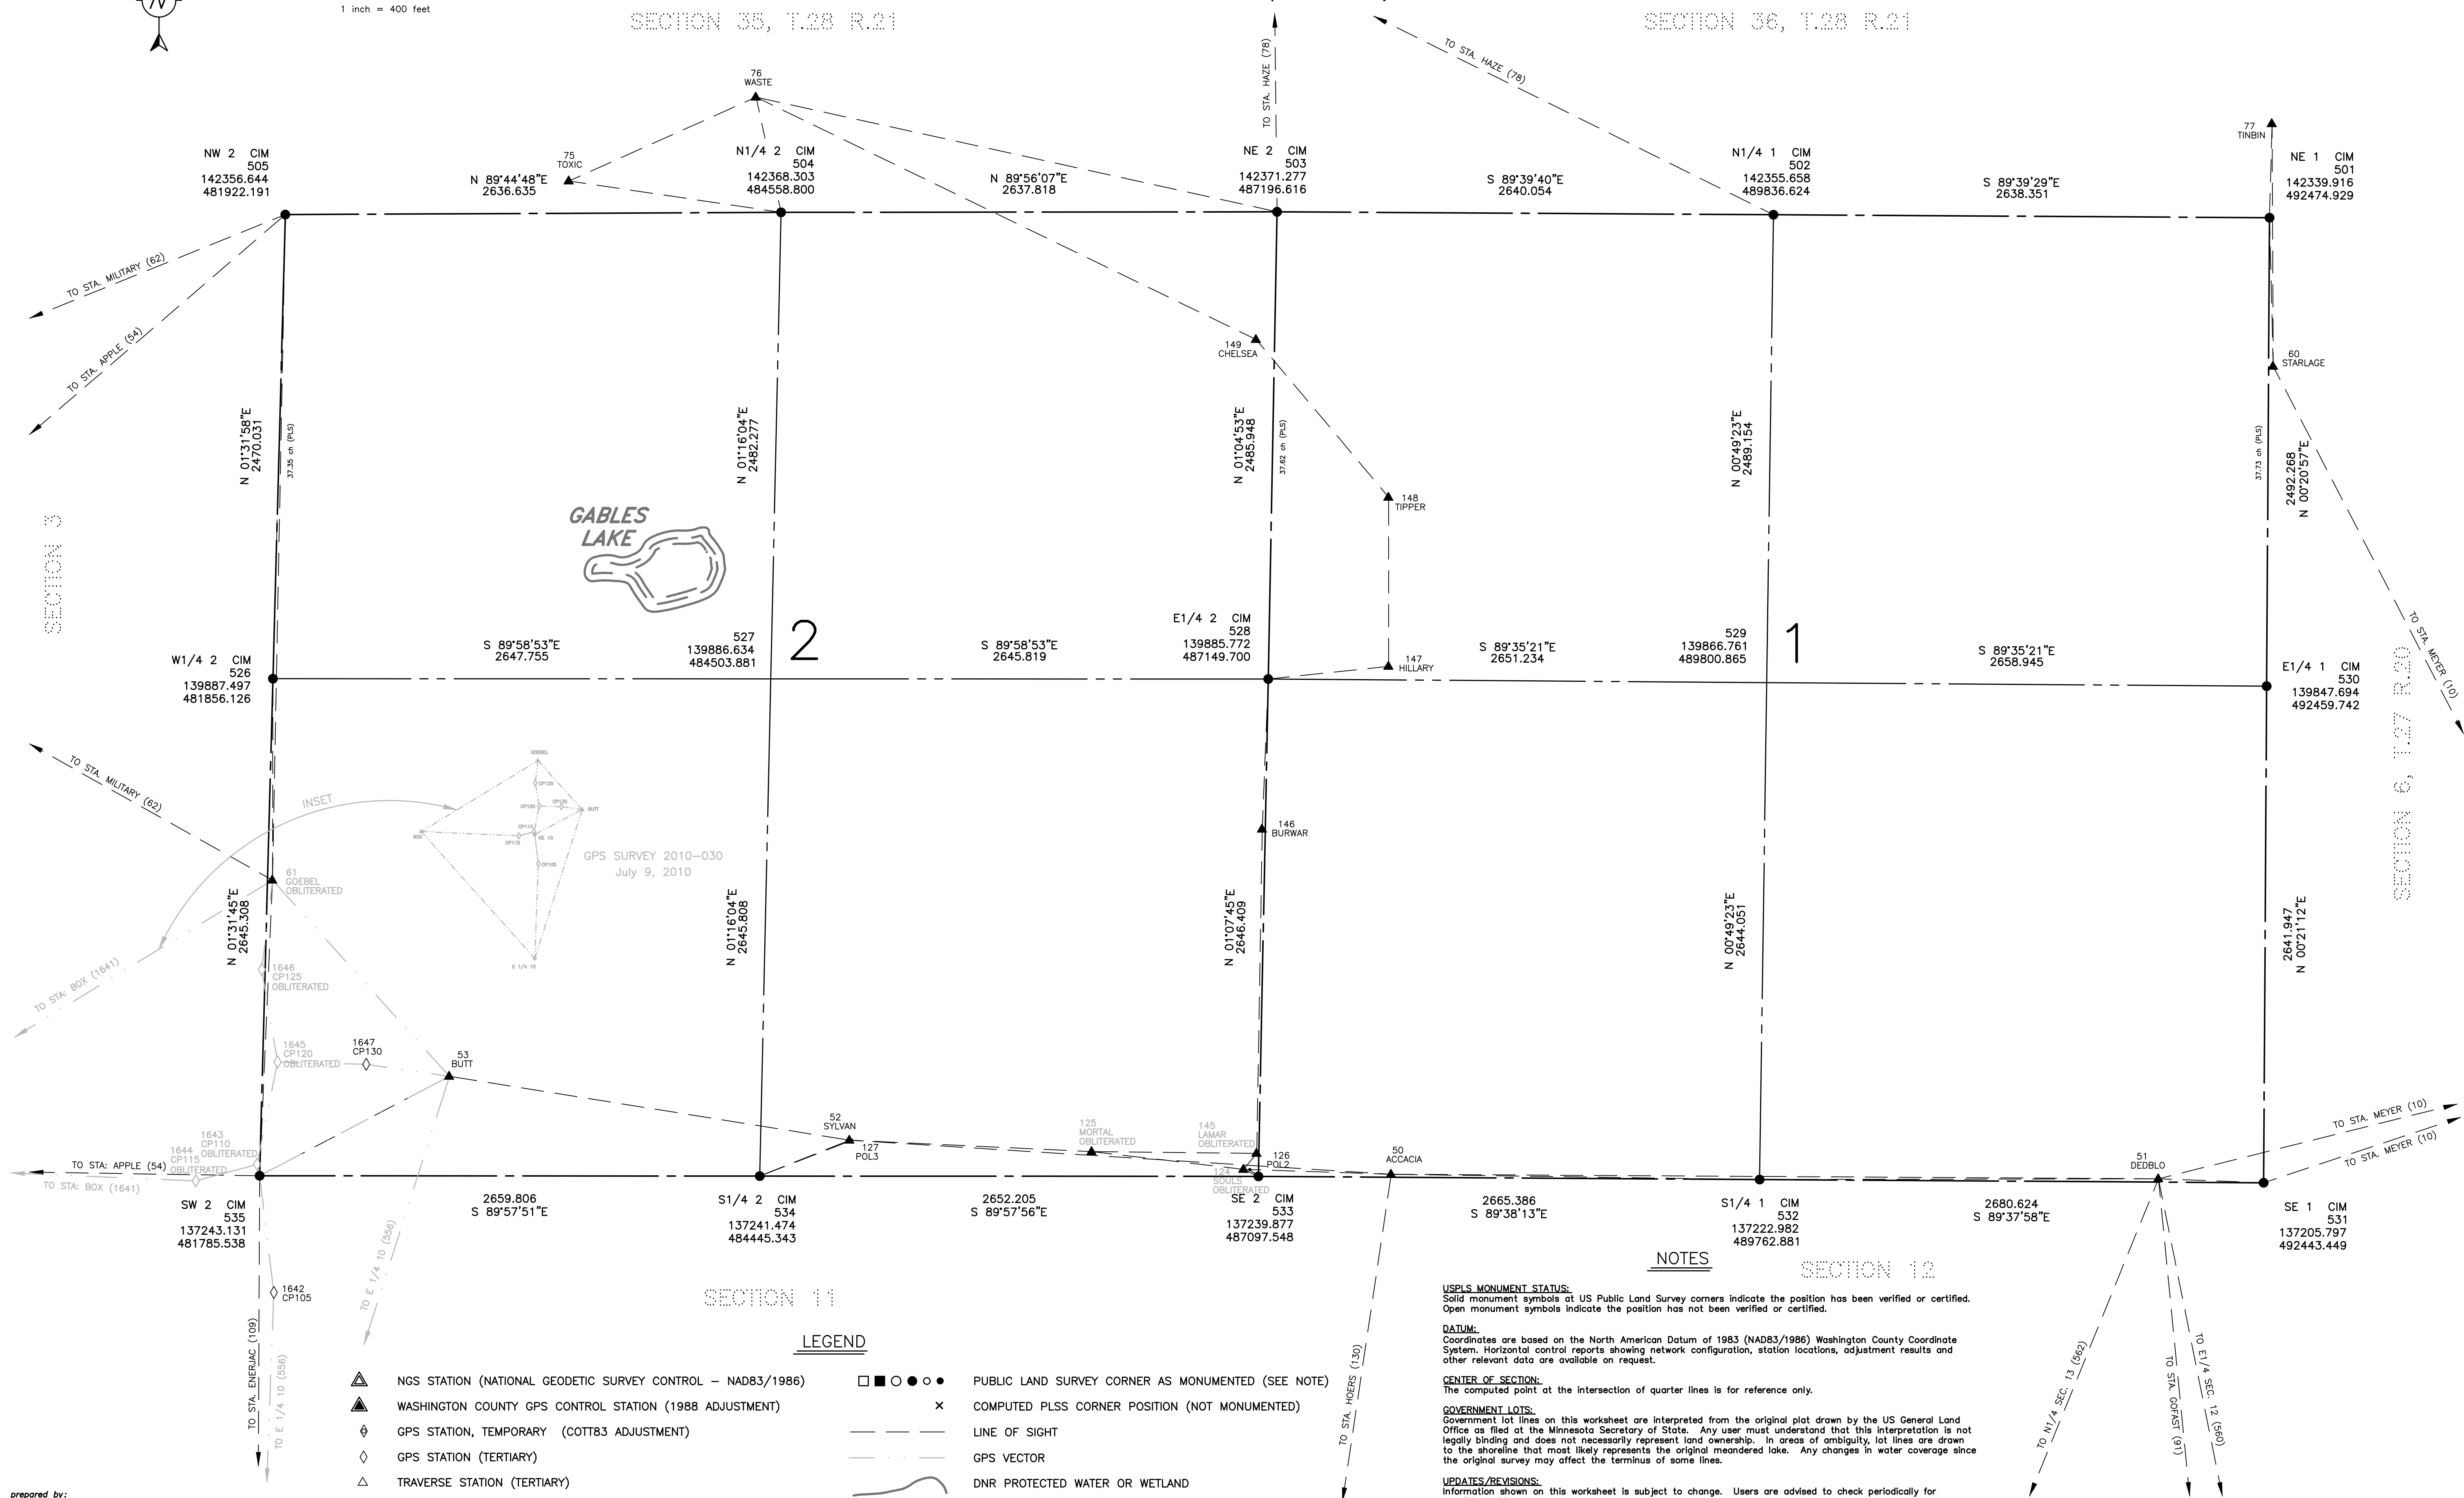 N
1 inch = 400 feet
SECTION 35, T.28 R.21
SECTION 36, T.28 R.21
TO STA. HAZE (78)
TO STA. HAZE (78)
76
WASTE
75
TOXIC
77
TINBIN
NW 2 CIM
505
142356.644
481922.191
N 89°44'48"E
2636.635
N1/4 2 CIM
504
142368.303
484558.800
N 89°56'07"E
2637.818
NE 2 CIM
503
142371.277
487196.616
S 89°39'40"E
2640.054
N1/4 1 CIM
502
142355.658
489836.624
S 89°39'29"E
2638.351
NE 1 CIM
501
142339.916
492474.929
TO STA. MILITARY (62)
TO STA. APPLE (54)
149
CHELSEA
60
STARLAGE
N 01°31'58"E
2470.031
37.35 ch (PLS)
N 01°16'04"E
2482.277
N 01°04'53"E
2485.948
37.62 ch (PLS)
N 00°49'23"E
2489.154
37.73 ch (PLS)
2492.268
N 00°20'57"E
148
TIPPER
GABLES
LAKE
SECTION 3
TO STA. MEYER (10)
SECTION 6, T.27 R.20
W1/4 2 CIM
526
139887.497
481856.126
S 89°58'53"E
2647.755
527
139886.634
484503.881
2
S 89°58'53"E
2645.819
E1/4 2 CIM
528
139885.772
487149.700
147
HILLARY
S 89°35'21"E
2651.234
529
139866.761
489800.865
1
S 89°35'21"E
2658.945
E1/4 1 CIM
530
139847.694
492459.742
TO STA. MILITARY (62)
INSET
GOEBEL
CP125
CP120
CP130
BUTT
BOX
CP110
CP115
NE 10
CP105
E 1/4 10
GPS SURVEY 2010-030
July 9, 2010
146
BURWAR
61
GOEBEL
OBLITERATED
N 01°31'45"E
2645.308
N 01°16'04"E
2645.808
N 01°07'45"E
2646.409
N 00°49'23"E
2644.051
2641.947
N 00°21'12"E
TO STA: BOX (1641)
1646
CP125
OBLITERATED
1645
CP120
OBLITERATED
1647
CP130
53
BUTT
52
SYLVAN
127
POL3
125
MORTAL
OBLITERATED
145
LAMAR
OBLITERATED
126
POL2
124
SOULS
OBLITERATED
50
ACCACIA
51
DEDBLO
TO STA. MEYER (10)
TO STA. MEYER (10)
1643
CP110
OBLITERATED
1644
CP115
OBLITERATED
TO STA: APPLE (54)
TO STA: BOX (1641)
SW 2 CIM
535
137243.131
481785.538
2659.806
S 89°57'51"E
S1/4 2 CIM
534
137241.474
484445.343
2652.205
S 89°57'56"E
SE 2 CIM
533
137239.877
487097.548
2665.386
S 89°38'13"E
S1/4 1 CIM
532
137222.982
489762.881
2680.624
S 89°37'58"E
SE 1 CIM
531
137205.797
492443.449
TO E 1/4 10 (556)
1642
CP105
TO STA. ENERJAC (109)
TO E 1/4 10 (556)
SECTION 11
SECTION 12
TO STA. HOERS (130)
TO N1/4 SEC. 13 (562)
TO STA. GOFAST (91)
TO E1/4 SEC. 12 (560)
LEGEND
NGS STATION (NATIONAL GEODETIC SURVEY CONTROL – NAD83/1986)
WASHINGTON COUNTY GPS CONTROL STATION (1988 ADJUSTMENT)
GPS STATION, TEMPORARY (COTT83 ADJUSTMENT)
GPS STATION (TERTIARY)
TRAVERSE STATION (TERTIARY)
PUBLIC LAND SURVEY CORNER AS MONUMENTED (SEE NOTE)
COMPUTED PLSS CORNER POSITION (NOT MONUMENTED)
LINE OF SIGHT
GPS VECTOR
DNR PROTECTED WATER OR WETLAND
NOTES
USPLS MONUMENT STATUS:
Solid monument symbols at US Public Land Survey corners indicate the position has been verified or certified.
Open monument symbols indicate the position has not been verified or certified.
DATUM:
Coordinates are based on the North American Datum of 1983 (NAD83/1986) Washington County Coordinate
System. Horizontal control reports showing network configuration, station locations, adjustment results and
other relevant data are available on request.
CENTER OF SECTION:
The computed point at the intersection of quarter lines is for reference only.
GOVERNMENT LOTS:
Government lot lines on this worksheet are interpreted from the original plat drawn by the US General Land
Office as filed at the Minnesota Secretary of State. Any user must understand that this interpretation is not
legally binding and does not necessarily represent land ownership. In areas of ambiguity, lot lines are drawn
to the shoreline that most likely represents the original meandered lake. Any changes in water coverage since
the original survey may affect the terminus of some lines.
UPDATES/REVISIONS:
Information shown on this worksheet is subject to change. Users are advised to check periodically for
prepared by: